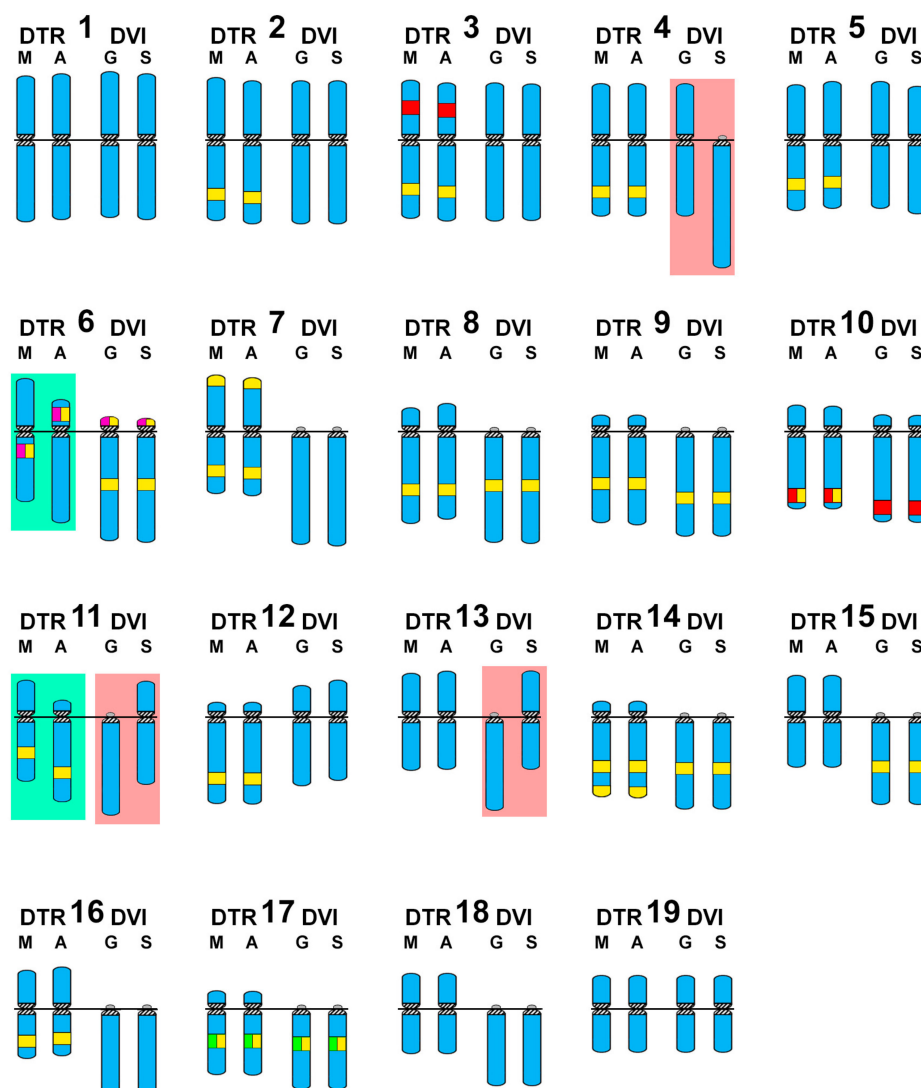 DTR 1 DVI
M A G S
DTR 2 DVI
M A G S
DTR 3 DVI
M A G S
DTR 4 DVI
M A G S
DTR 5 DVI
M A G S
DTR 6 DVI
M A G S
DTR 7 DVI
M A G S
DTR 8 DVI
M A G S
DTR 9 DVI
M A G S
DTR 10 DVI
M A G S
DTR 11 DVI
M A G S
DTR 12 DVI
M A G S
DTR 13 DVI
M A G S
DTR 14 DVI
M A G S
DTR 15 DVI
M A G S
DTR 16 DVI
M A G S
DTR 17 DVI
M A G S
DTR 18 DVI
M A G S
DTR 19 DVI
M A G S